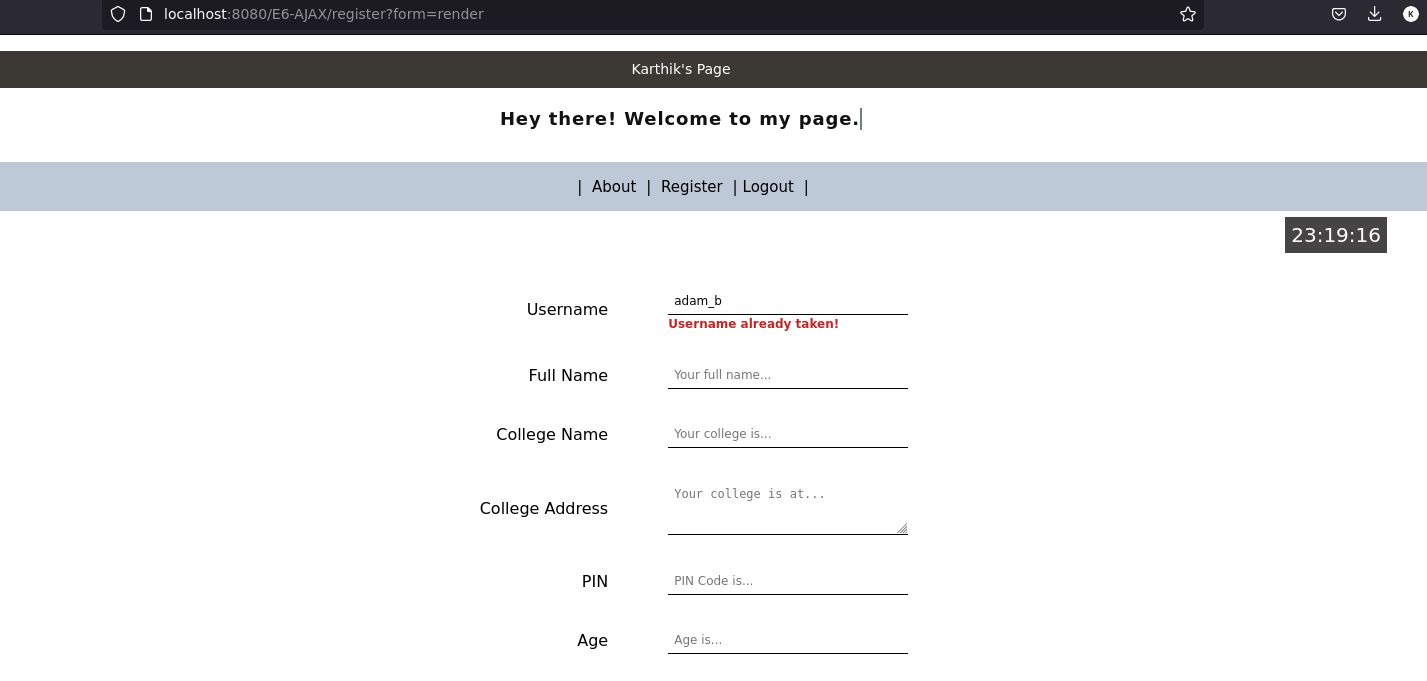 localhost:8080/E6-AJAX/register?form=render
K
Karthik's Page
Hey there! Welcome to my page.
| About | Register | Logout |
23:19:16
Username adam_b
Username already taken!
Full Name Your full name...
College Name Your college is...
College Address Your college is at...
PIN PIN Code is...
Age Age is...